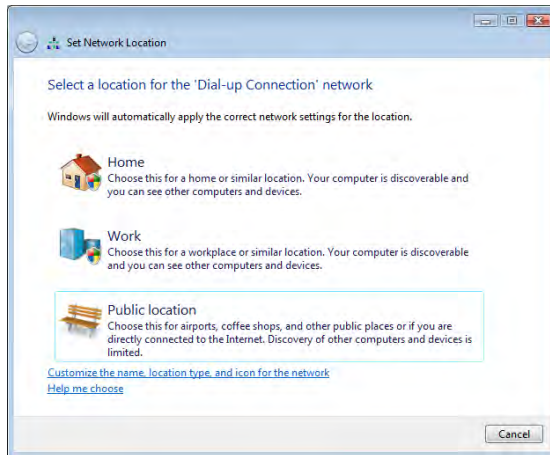 Set Network Location
Select a location for the 'Dial-up Connection' network
Windows will automatically apply the correct network settings for the location.
Home
Choose this for a home or similar location. Your computer is discoverable and
you can see other computers and devices.
Work
Choose this for a workplace or similar location. Your computer is discoverable
and you can see other computers and devices.
Public location
Choose this for airports, coffee shops, and other public places or if you are
directly connected to the Internet. Discovery of other computers and devices is
limited.
Customize the name, location type, and icon for the network
Help me choose
Cancel